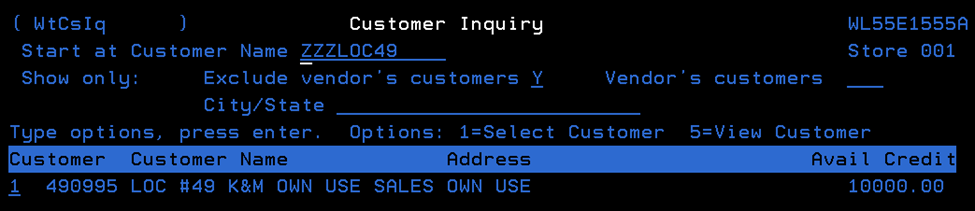 ( WtCsIq      )             Customer Inquiry                         WL55E1555A
Start at Customer Name ZZZLOC49                                      Store 001
Show only:     Exclude vendor's customers Y     Vendor's customers ___
City/State
Type options, press enter.  Options: 1=Select Customer  5=View Customer
Customer  Customer Name             Address                       Avail Credit
1  490995 LOC #49 K&M OWN USE SALES OWN USE                          10000.00